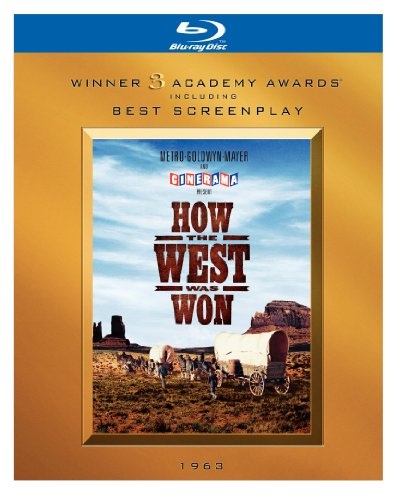 Blu-ray Disc
WINNER 3 ACADEMY AWARDS®
INCLUDING
BEST SCREENPLAY
METRO-GOLDWYN-MAYER
AND
CINERAMA
PRESENT
HOW
THE
WEST
WAS
WON
1963